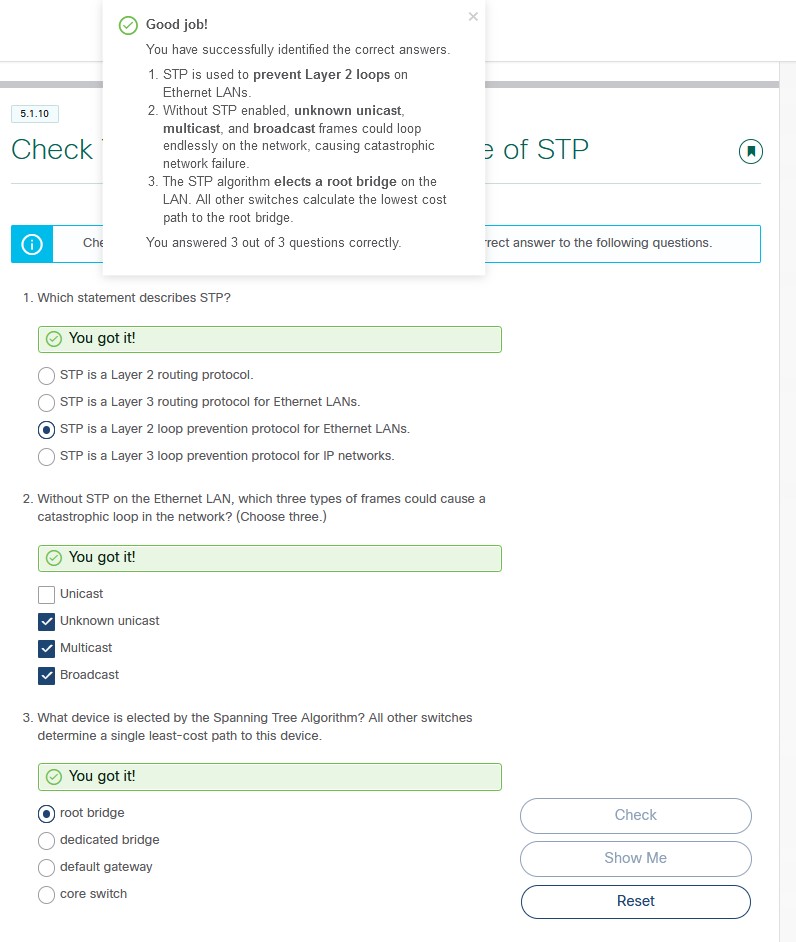 Good job!
You have successfully identified the correct answers.
1. STP is used to prevent Layer 2 loops on
Ethernet LANs.
2. Without STP enabled, unknown unicast,
multicast, and broadcast frames could loop
endlessly on the network, causing catastrophic
network failure.
3. The STP algorithm elects a root bridge on the
LAN. All other switches calculate the lowest cost
path to the root bridge.
You answered 3 out of 3 questions correctly.
5.1.10
Check of STP
answer to the following questions.
1. Which statement describes STP?
You got it!
STP is a Layer 2 routing protocol.
STP is a Layer 3 routing protocol for Ethernet LANs.
STP is a Layer 2 loop prevention protocol for Ethernet LANs.
STP is a Layer 3 loop prevention protocol for IP networks.
2. Without STP on the Ethernet LAN, which three types of frames could cause a
catastrophic loop in the network? (Choose three.)
You got it!
Unicast
Unknown unicast
Multicast
Broadcast
3. What device is elected by the Spanning Tree Algorithm? All other switches
determine a single least-cost path to this device.
You got it!
root bridge
dedicated bridge
default gateway
core switch
Check
Show Me
Reset